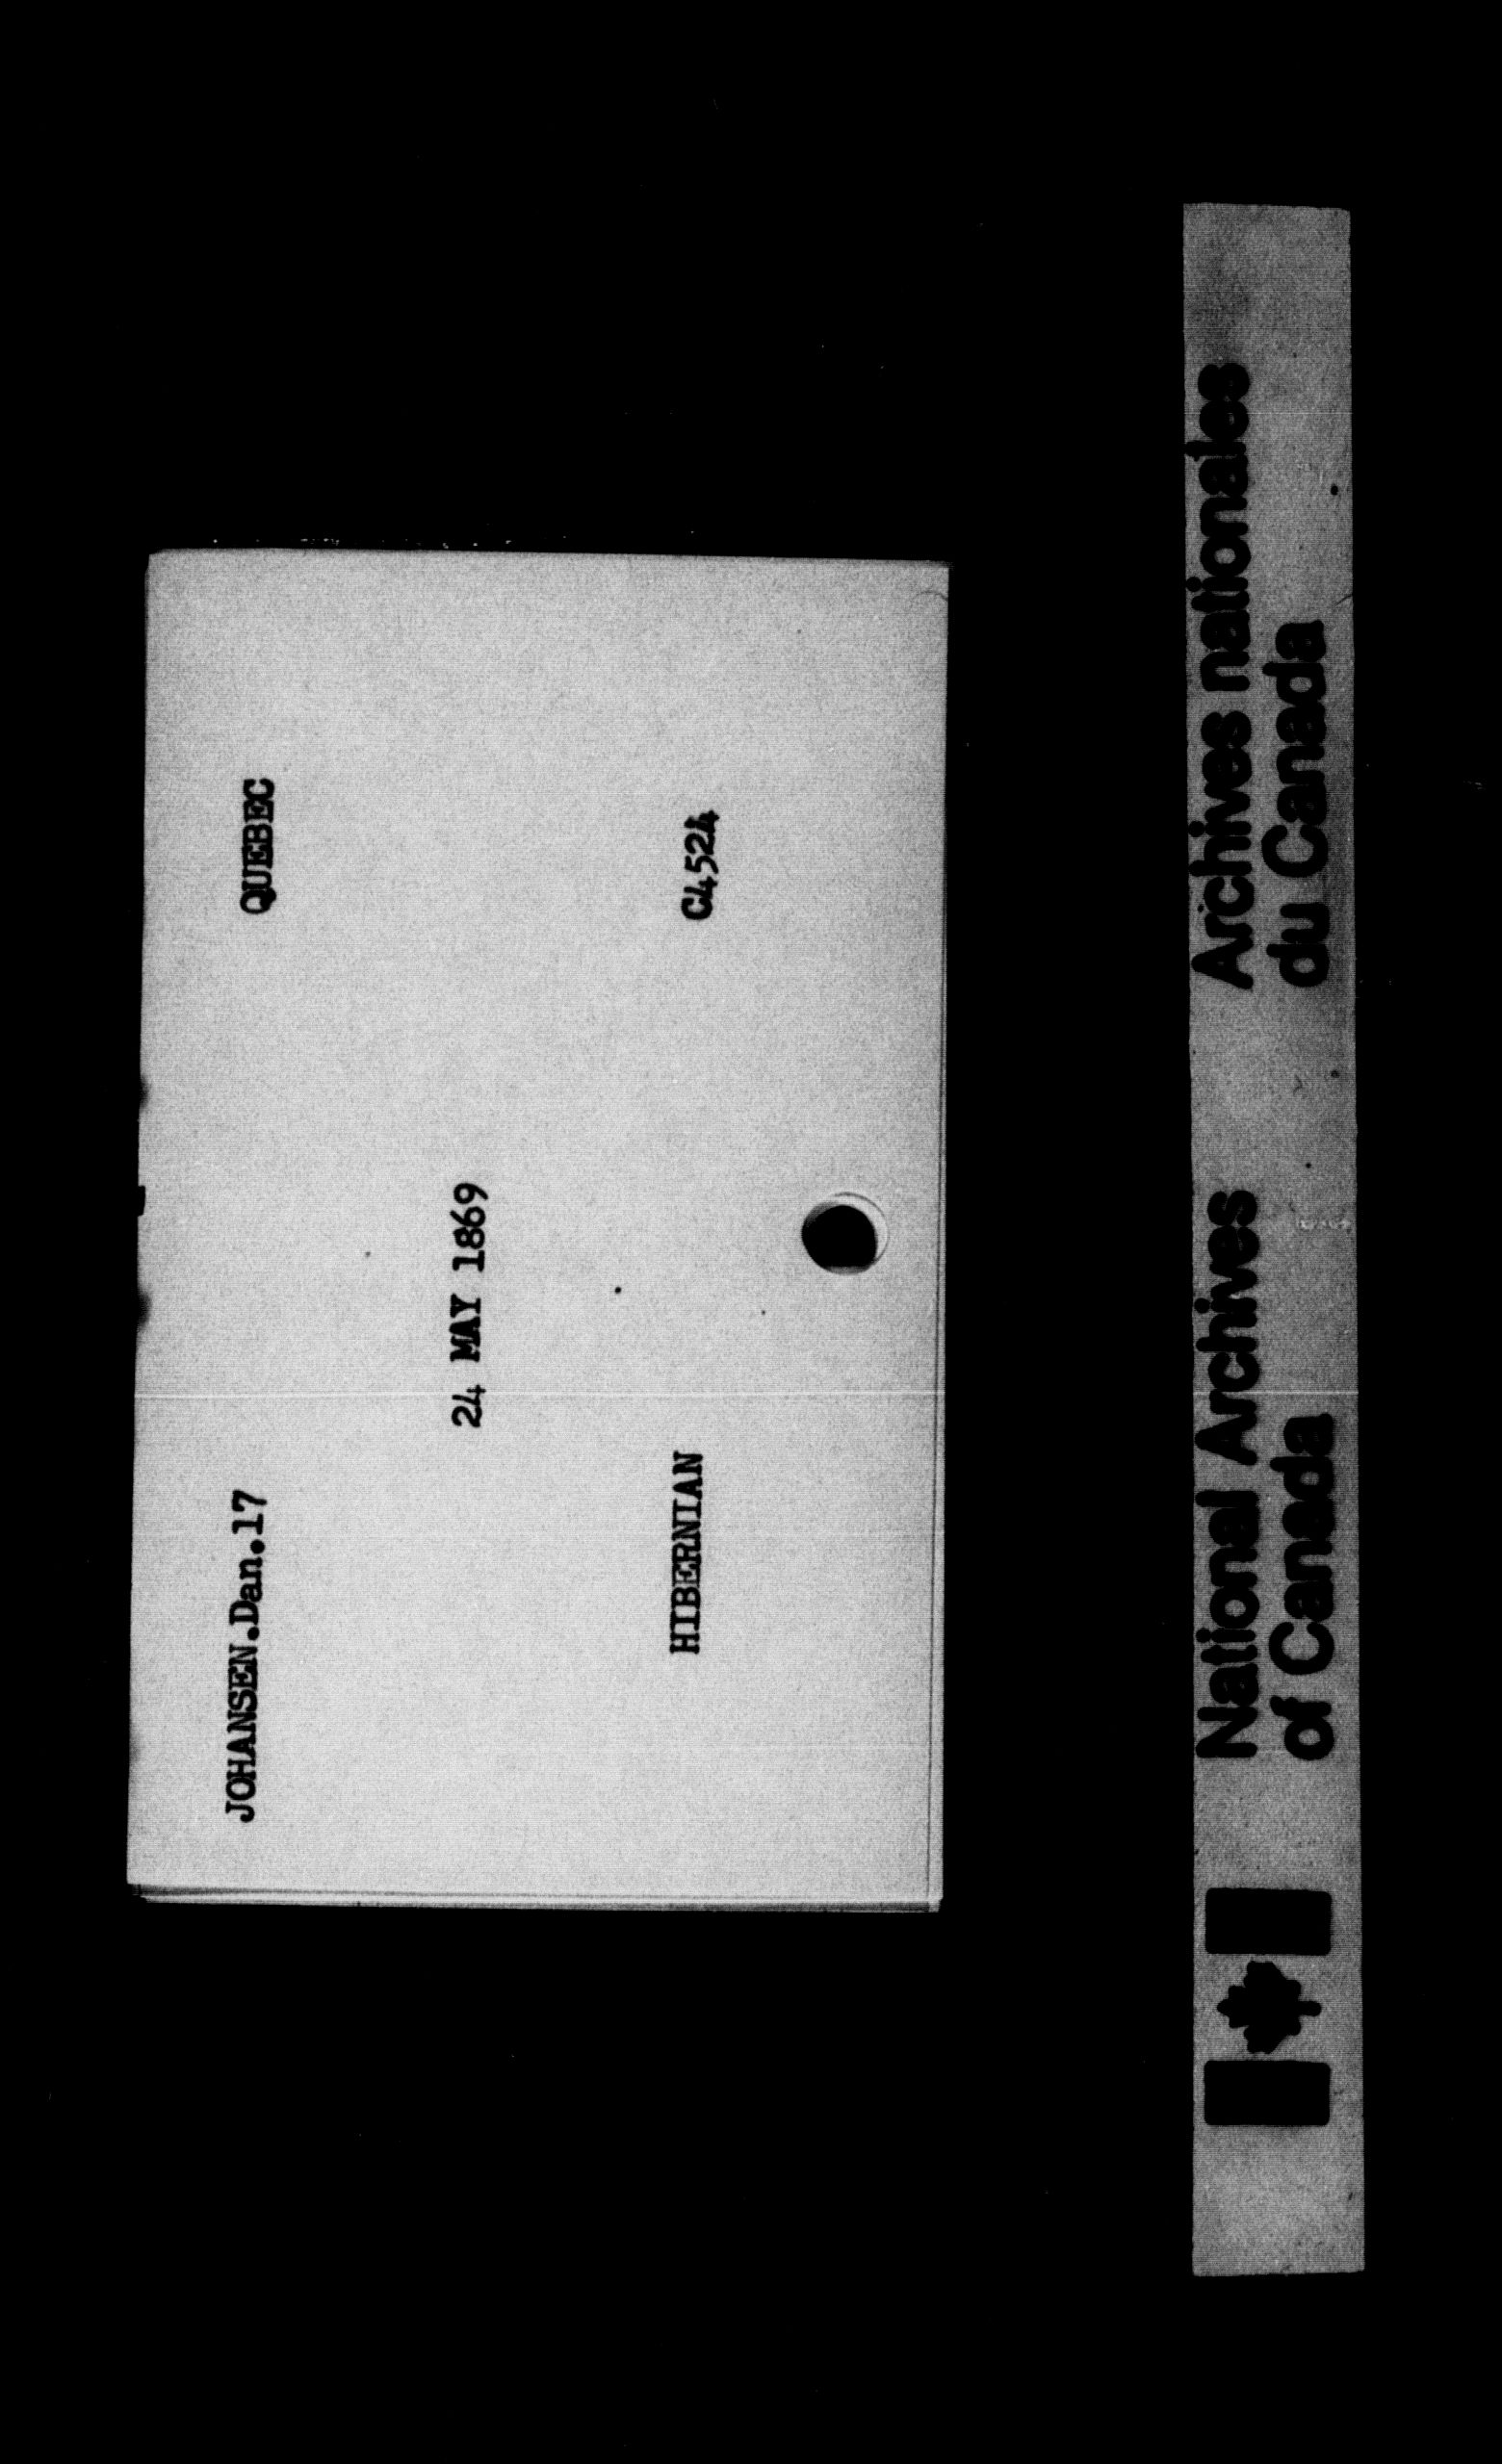 JOHANSEN.Dan.17 QUEBEC
24 MAY 1869
HIBERNIAN C4524
National Archives Archives nationales
of Canada du Canada